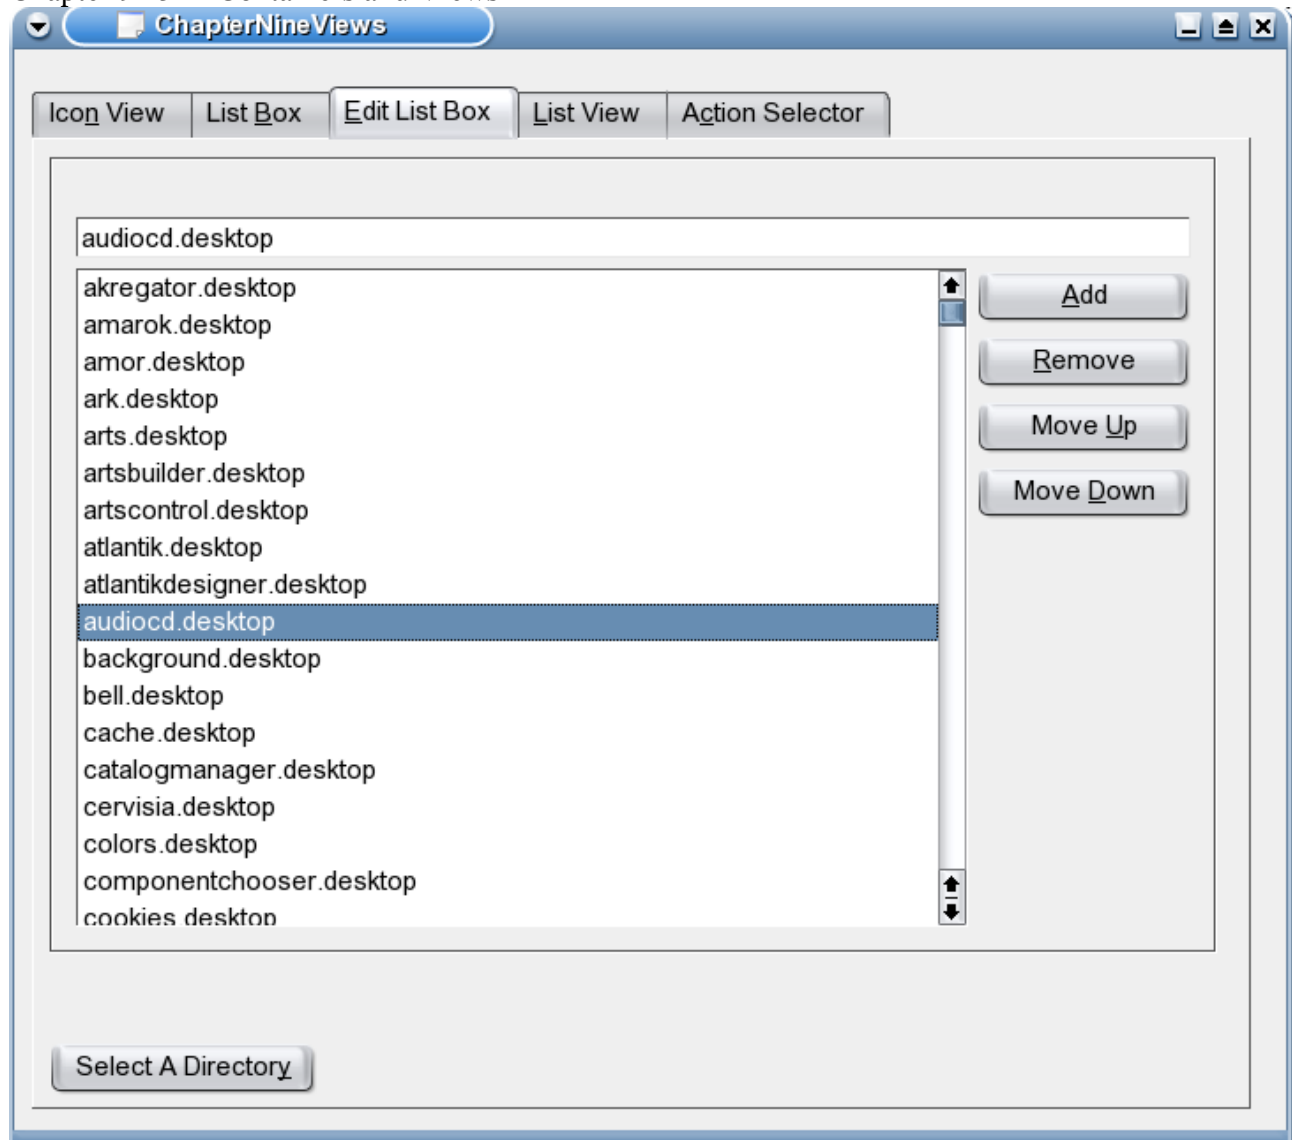 ChapterNineViews
Icon View List Box Edit List Box List View Action Selector
audiocd.desktop
akregator.desktop
amarok.desktop
amor.desktop
ark.desktop
arts.desktop
artsbuilder.desktop
artscontrol.desktop
atlantik.desktop
atlantikdesigner.desktop
audiocd.desktop
background.desktop
bell.desktop
cache.desktop
catalogmanager.desktop
cervisia.desktop
colors.desktop
componentchooser.desktop
cookies.desktop
Add
Remove
Move Up
Move Down
Select A Directory